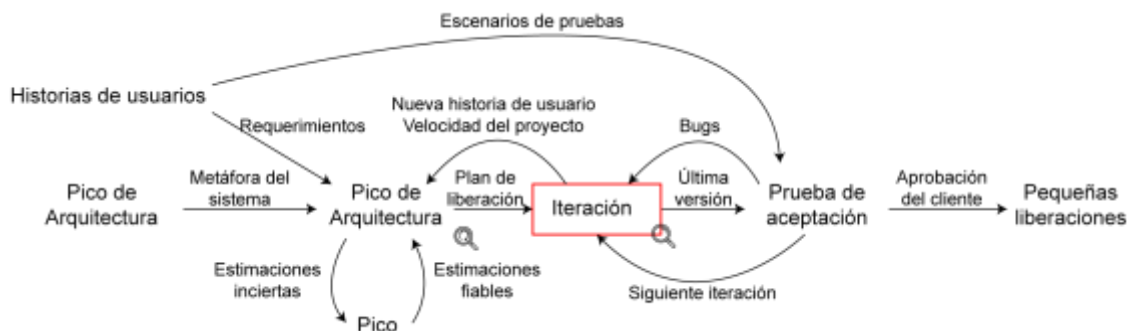 Escenarios de pruebas
Historias de usuarios
Requerimientos
Nueva historia de usuario
Velocidad del proyecto
Bugs
Pico de
Arquitectura
Metáfora del
sistema
Pico de
Arquitectura
Plan de
liberación
Iteración
Última
versión
Prueba de
aceptación
Aprobación
del cliente
Pequeñas
liberaciones
Estimaciones
inciertas
Estimaciones
fiables
Siguiente iteración
Pico